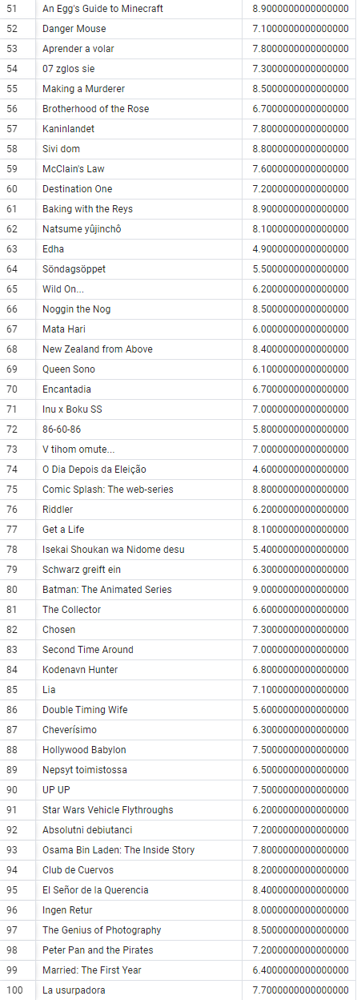 51 An Egg's Guide to Minecraft 8.9000000000000000
52 Danger Mouse 7.1000000000000000
53 Aprender a volar 7.8000000000000000
54 07 zglos sie 7.3000000000000000
55 Making a Murderer 8.5000000000000000
56 Brotherhood of the Rose 6.7000000000000000
57 Kaninlandet 7.8000000000000000
58 Sivi dom 8.8000000000000000
59 McClain's Law 7.6000000000000000
60 Destination One 7.2000000000000000
61 Baking with the Reys 8.9000000000000000
62 Natsume yûjinchô 8.1000000000000000
63 Edha 4.9000000000000000
64 Söndagsöppet 5.5000000000000000
65 Wild On... 6.2000000000000000
66 Noggin the Nog 8.5000000000000000
67 Mata Hari 6.0000000000000000
68 New Zealand from Above 8.4000000000000000
69 Queen Sono 6.1000000000000000
70 Encantadia 6.7000000000000000
71 Inu x Boku SS 7.0000000000000000
72 86-60-86 5.8000000000000000
73 V tihom omute... 7.0000000000000000
74 O Dia Depois da Eleição 4.6000000000000000
75 Comic Splash: The web-series 8.8000000000000000
76 Riddler 6.2000000000000000
77 Get a Life 8.1000000000000000
78 Isekai Shoukan wa Nidome desu 5.4000000000000000
79 Schwarz greift ein 6.3000000000000000
80 Batman: The Animated Series 9.0000000000000000
81 The Collector 6.6000000000000000
82 Chosen 7.3000000000000000
83 Second Time Around 7.0000000000000000
84 Kodenavn Hunter 6.8000000000000000
85 Lia 7.1000000000000000
86 Double Timing Wife 5.6000000000000000
87 Cheverísimo 6.3000000000000000
88 Hollywood Babylon 7.5000000000000000
89 Nepsyt toimistossa 6.5000000000000000
90 UP UP 7.5000000000000000
91 Star Wars Vehicle Flythroughs 6.2000000000000000
92 Absolutni debiutanci 7.2000000000000000
93 Osama Bin Laden: The Inside Story 7.8000000000000000
94 Club de Cuervos 8.2000000000000000
95 El Señor de la Querencia 8.4000000000000000
96 Ingen Retur 8.0000000000000000
97 The Genius of Photography 8.5000000000000000
98 Peter Pan and the Pirates 7.2000000000000000
99 Married: The First Year 6.4000000000000000
100 La usurpadora 7.7000000000000000